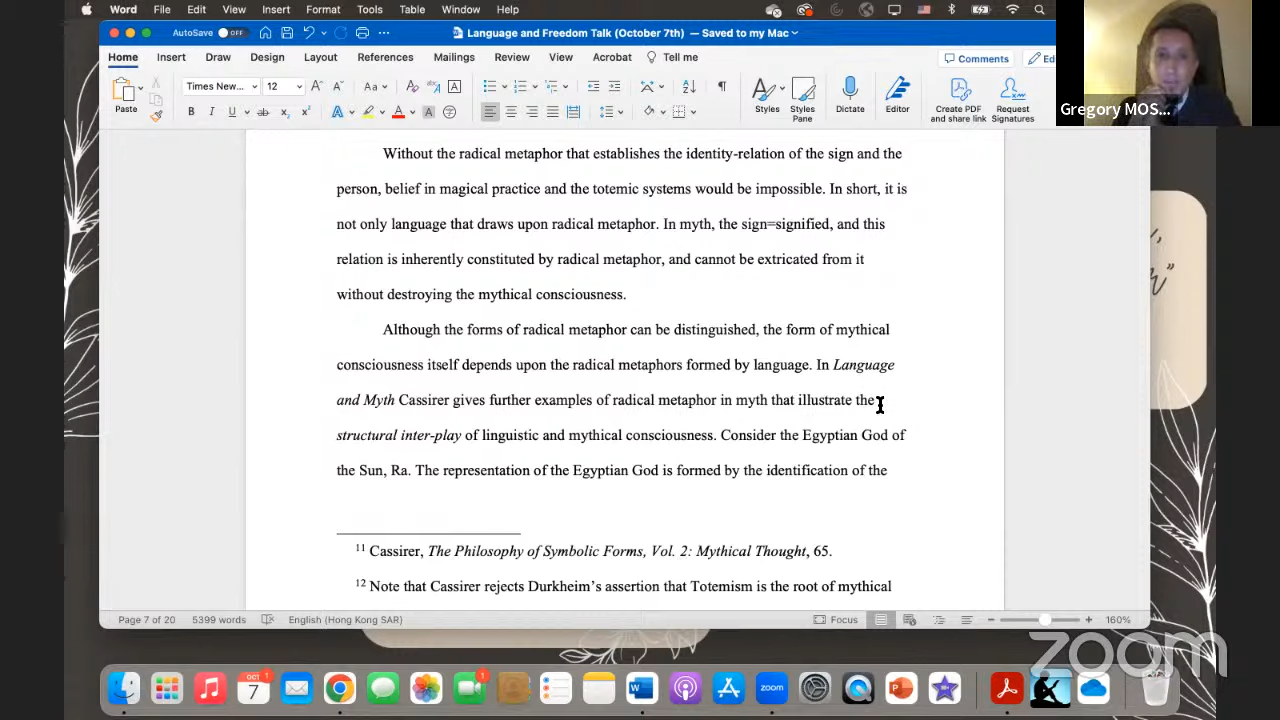 Word File Edit View Insert Format Tools Table Window Help
AutoSave OFF Language and Freedom Talk (October 7th) — Saved to my Mac
Home Insert Draw Design Layout References Mailings Review View Acrobat Tell me Comments
Paste Times New... 12 Aa Styles Styles Pane Dictate Editor Create PDF and share link Request Signatures
Gregory MOS...
Without the radical metaphor that establishes the identity-relation of the sign and the
person, belief in magical practice and the totemic systems would be impossible. In short, it is
not only language that draws upon radical metaphor. In myth, the sign=signified, and this
relation is inherently constituted by radical metaphor, and cannot be extricated from it
without destroying the mythical consciousness.
Although the forms of radical metaphor can be distinguished, the form of mythical
consciousness itself depends upon the radical metaphors formed by language. In Language
and Myth Cassirer gives further examples of radical metaphor in myth that illustrate the
structural inter-play of linguistic and mythical consciousness. Consider the Egyptian God of
the Sun, Ra. The representation of the Egyptian God is formed by the identification of the
11 Cassirer, The Philosophy of Symbolic Forms, Vol. 2: Mythical Thought, 65.
12 Note that Cassirer rejects Durkheim's assertion that Totemism is the root of mythical
Page 7 of 20 5399 words English (Hong Kong SAR) Focus 160%
zoom
OCT 7 1 1 zoom